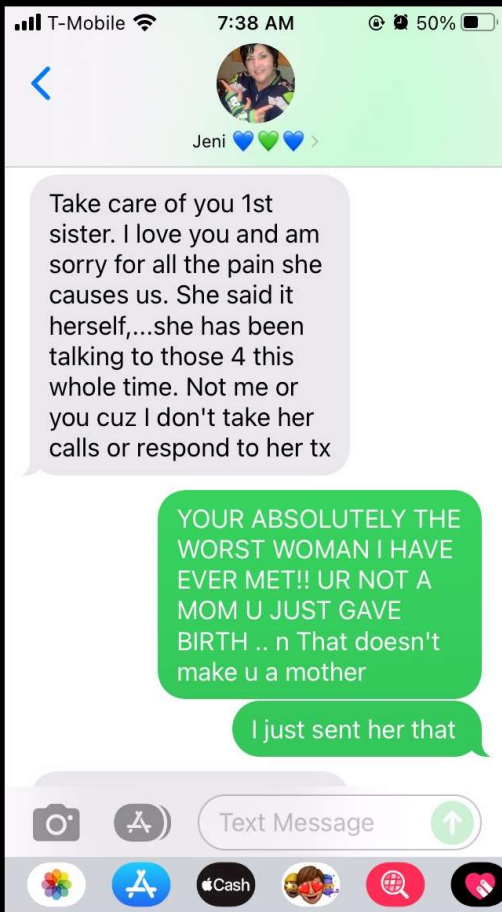 T-Mobile 7:38 AM 50%
Jeni 💙💚💙 >
Take care of you 1st
sister. I love you and am
sorry for all the pain she
causes us. She said it
herself,...she has been
talking to those 4 this
whole time. Not me or
you cuz I don't take her
calls or respond to her tx
YOUR ABSOLUTELY THE
WORST WOMAN I HAVE
EVER MET!! UR NOT A
MOM U JUST GAVE
BIRTH .. n That doesn't
make u a mother
I just sent her that
Text Message
Cash